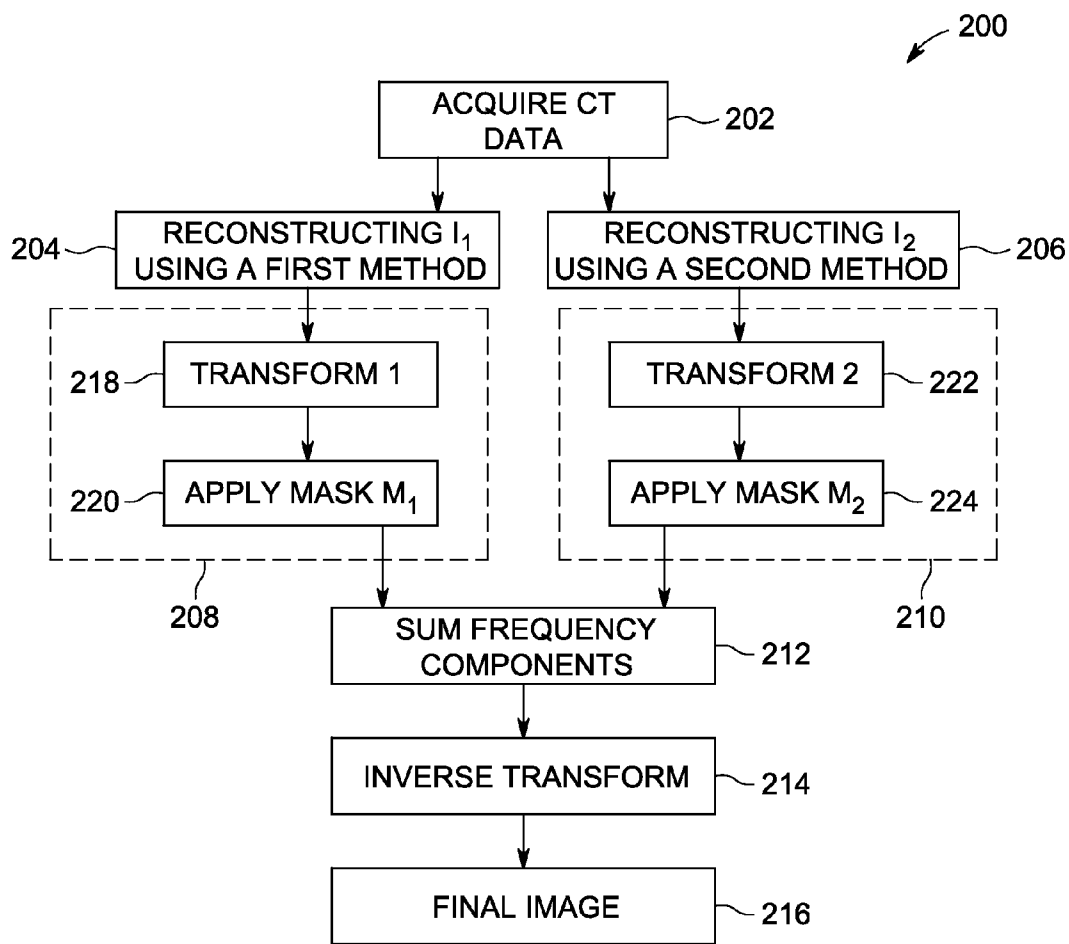 200
ACQUIRE CT
DATA
202
204
RECONSTRUCTING I₁
USING A FIRST METHOD
RECONSTRUCTING I₂
USING A SECOND METHOD
206
218
TRANSFORM 1
TRANSFORM 2
222
220
APPLY MASK M₁
APPLY MASK M₂
224
208
210
SUM FREQUENCY
COMPONENTS
212
INVERSE TRANSFORM
214
FINAL IMAGE
216